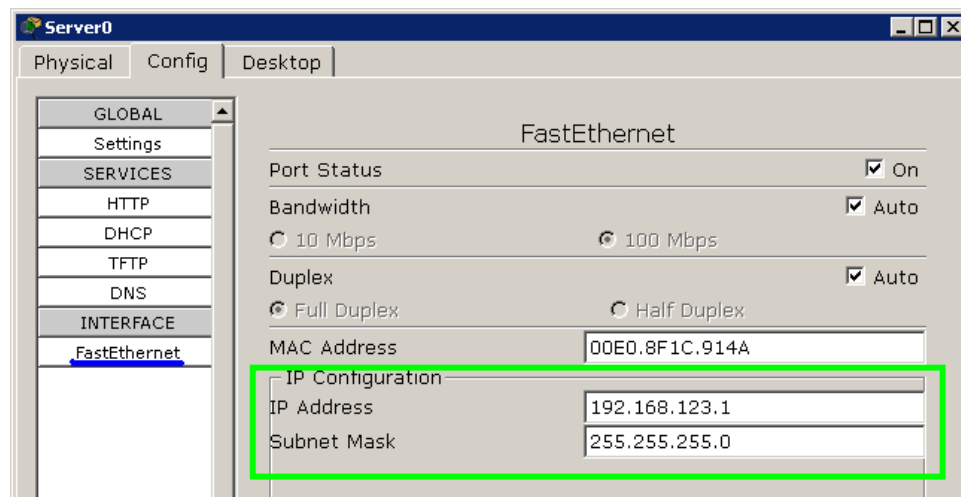 Server0
Physical Config Desktop
GLOBAL
Settings
SERVICES
HTTP
DHCP
TFTP
DNS
INTERFACE
FastEthernet
FastEthernet
Port Status On
Bandwidth Auto
10 Mbps 100 Mbps
Duplex Auto
Full Duplex Half Duplex
MAC Address 00E0.8F1C.914A
IP Configuration
IP Address 192.168.123.1
Subnet Mask 255.255.255.0